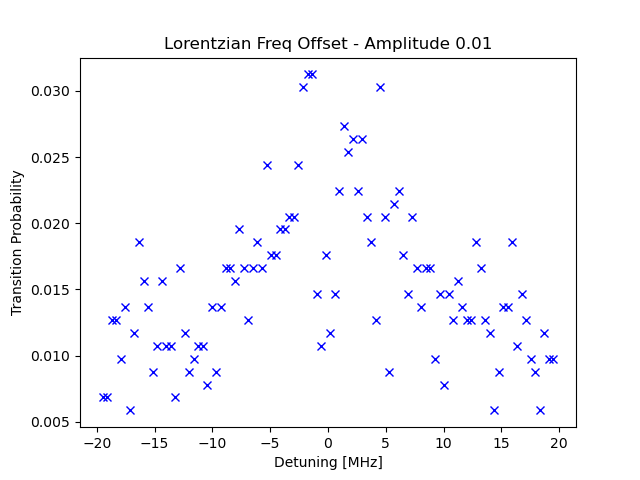 Lorentzian Freq Offset - Amplitude 0.01
Transition Probability
0.030
0.025
0.020
0.015
0.010
0.005
−20 −15 −10 −5 0 5 10 15 20
Detuning [MHz]